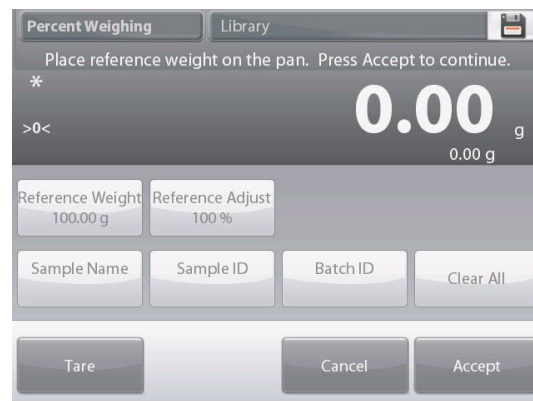 Percent Weighing Library
Place reference weight on the pan. Press Accept to continue.
*
>0<
0.00 g
0.00 g
Reference Weight Reference Adjust
100.00 g 100 %
Sample Name Sample ID Batch ID Clear All
Tare Cancel Accept